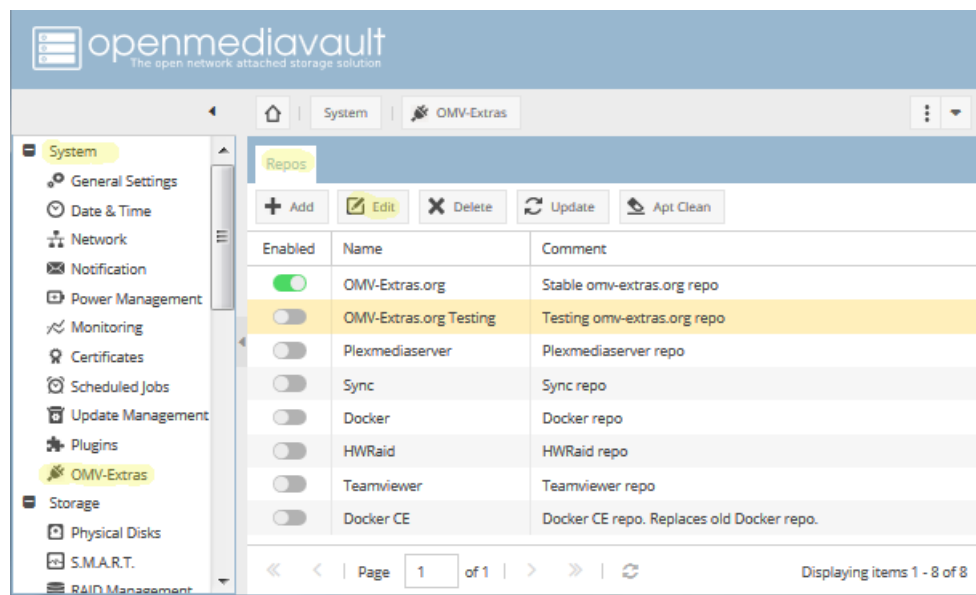 openmediavault
The open network attached storage solution
System
OMV-Extras
System
General Settings
Date & Time
Network
Notification
Power Management
Monitoring
Certificates
Scheduled Jobs
Update Management
Plugins
OMV-Extras
Storage
Physical Disks
S.M.A.R.T.
RAID Management
Repos
Add Edit Delete Update Apt Clean
Enabled Name Comment
OMV-Extras.org Stable omv-extras.org repo
OMV-Extras.org Testing Testing omv-extras.org repo
Plexmediaserver Plexmediaserver repo
Sync Sync repo
Docker Docker repo
HWRaid HWRaid repo
Teamviewer Teamviewer repo
Docker CE Docker CE repo. Replaces old Docker repo.
Page 1 of 1 Displaying items 1 - 8 of 8